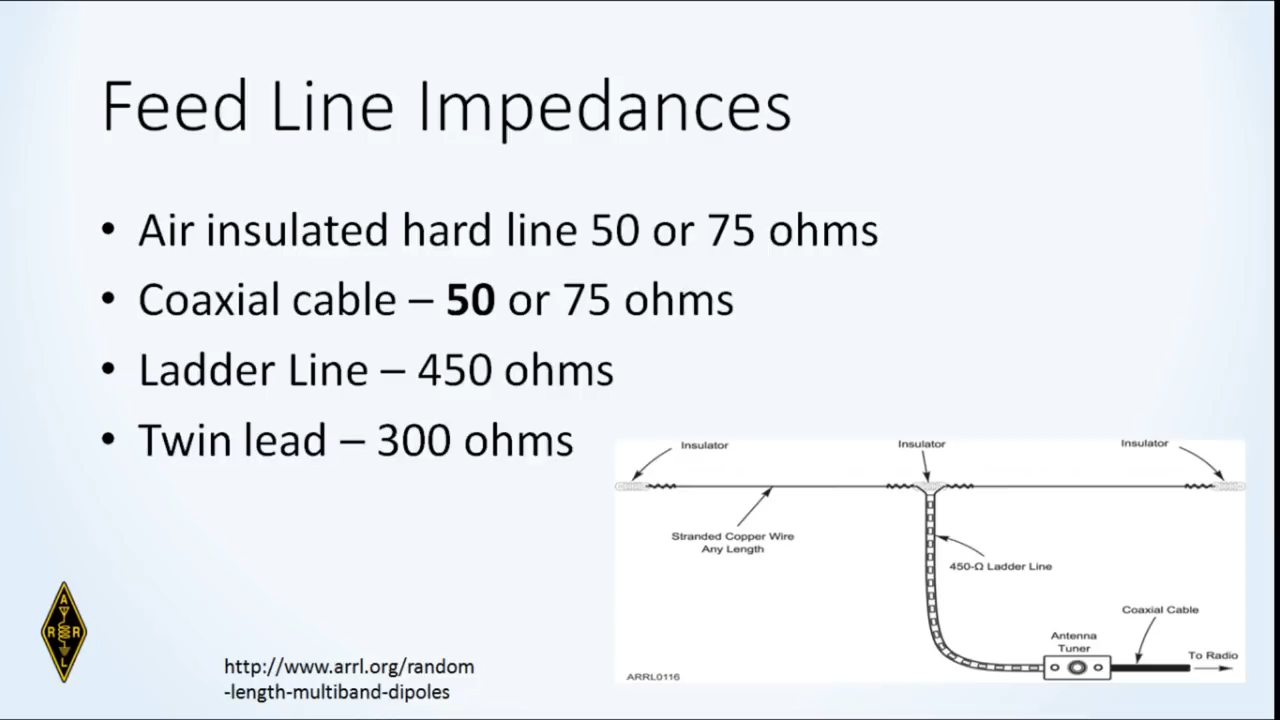 Feed Line Impedances
• Air insulated hard line 50 or 75 ohms
• Coaxial cable – 50 or 75 ohms
• Ladder Line – 450 ohms
• Twin lead – 300 ohms
Insulator
Insulator
Insulator
Stranded Copper Wire
Any Length
450-Ω Ladder Line
Coaxial Cable
Antenna
Tuner
To Radio
ARRL0116
A
R R
L
http://www.arrl.org/random
-length-multiband-dipoles